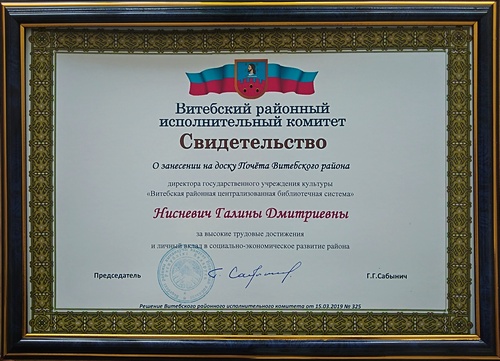 Витебский районный
исполнительный комитет
Свидетельство
О занесении на доску Почёта Витебского района
директора государственного учреждения культуры
«Витебская районная централизованная библиотечная система»
Нисневич Галины Дмитриевны
за высокие трудовые достижения
и личный вклад в социально-экономическое развитие района
Председатель
Г.Г.Сабынич
Решение Витебского районного исполнительного комитета от 15.03.2019 № 325